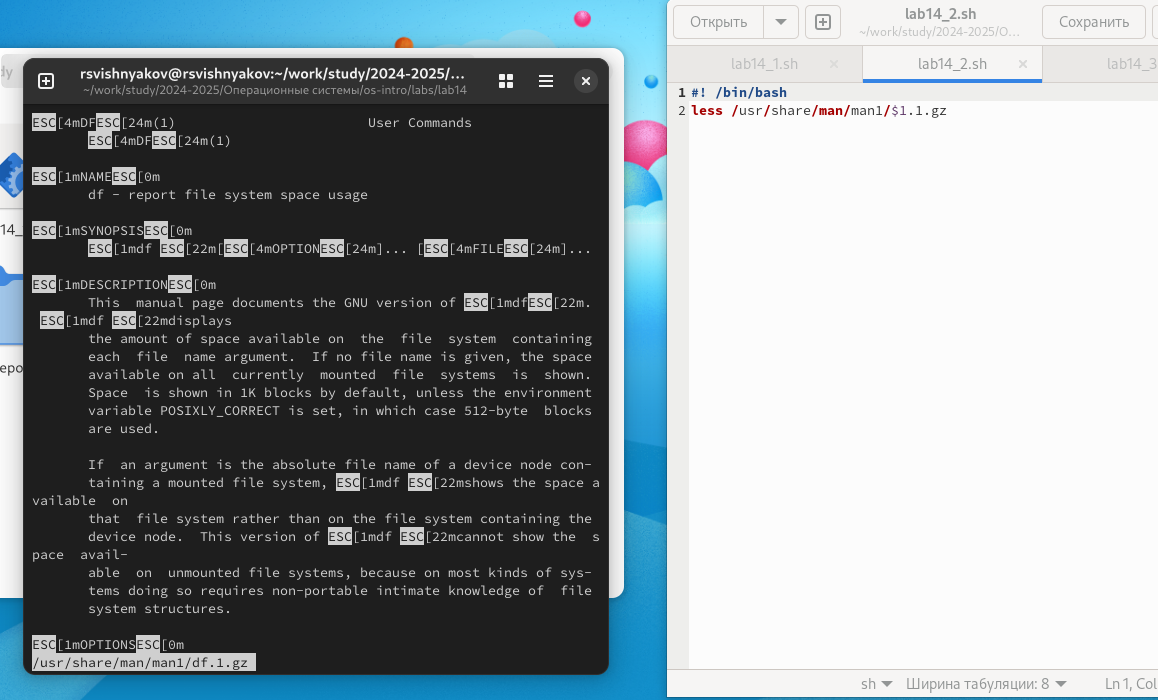 dy
14_
epo
rsvishnyakov@rsvishnyakov:~/work/study/2024-2025/...
~/work/study/2024-2025/Операционные системы/os-intro/labs/lab14
ESC[4mDFESC[24m(1) User Commands
ESC[4mDFESC[24m(1)
ESC[1mNAMEESC[0m
df - report file system space usage
ESC[1mSYNOPSISESC[0m
ESC[1mdf ESC[22m[ESC[4mOPTIONESC[24m]... [ESC[4mFILEESC[24m]...
ESC[1mDESCRIPTIONESC[0m
This manual page documents the GNU version of ESC[1mdfESC[22m.
ESC[1mdf ESC[22mdisplays
the amount of space available on the file system containing
each file name argument. If no file name is given, the space
available on all currently mounted file systems is shown.
Space is shown in 1K blocks by default, unless the environment
variable POSIXLY_CORRECT is set, in which case 512-byte blocks
are used.
If an argument is the absolute file name of a device node con-
taining a mounted file system, ESC[1mdf ESC[22mshows the space a
vailable on
that file system rather than on the file system containing the
device node. This version of ESC[1mdf ESC[22mcannot show the s
pace avail-
able on unmounted file systems, because on most kinds of sys-
tems doing so requires non-portable intimate knowledge of file
system structures.
ESC[1mOPTIONSESC[0m
/usr/share/man/man1/df.1.gz
Открыть
lab14_2.sh
~/work/study/2024-2025/О...
Сохранить
lab14_1.sh
lab14_2.sh
lab14_3
1 #! /bin/bash
2 less /usr/share/man/man1/$1.1.gz
sh
Ширина табуляции: 8
Ln 1, Col